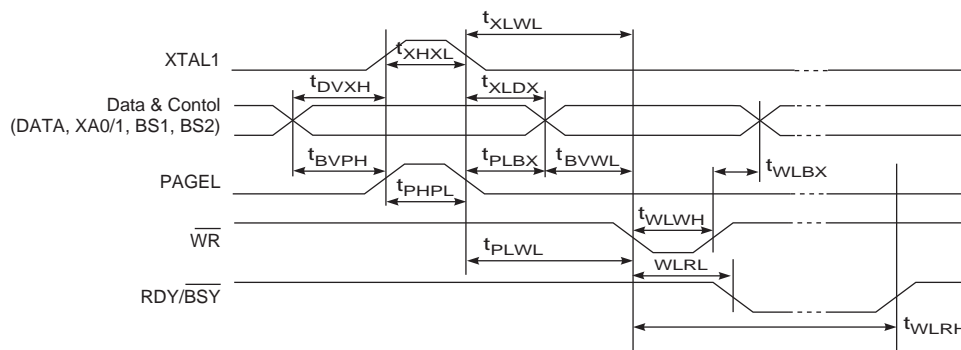 tXLWL
XTAL1
tXHXL
tDVXH
tXLDX
Data & Contol
(DATA, XA0/1, BS1, BS2)
tBVPH
tPLBX
tBVWL
tWLBX
PAGEL
tPHPL
tWLWH
WR
tPLWL
WLRL
RDY/BSY
tWLRH